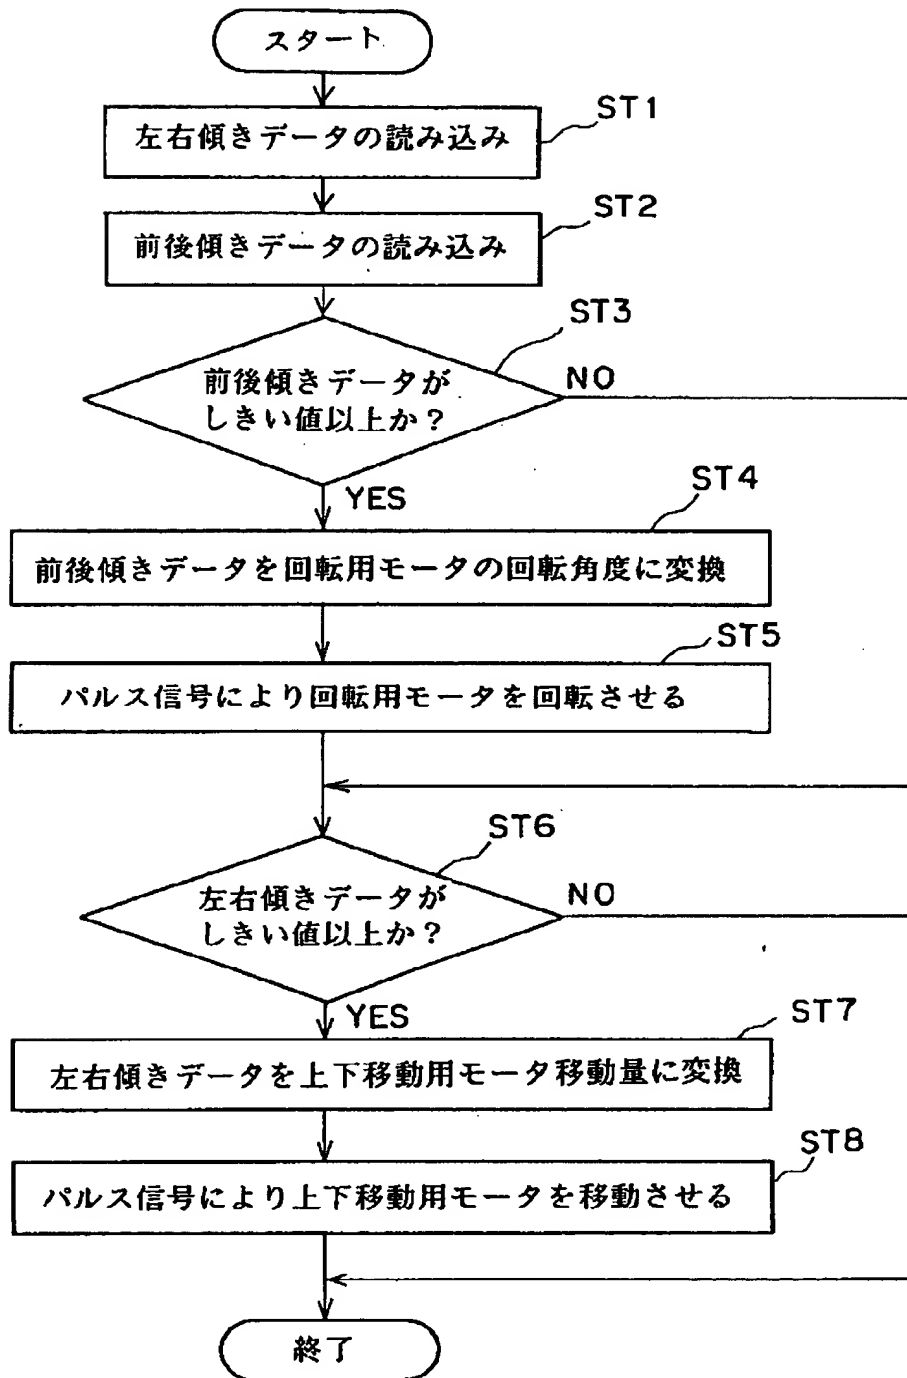 スタート
ST1
左右傾きデータの読み込み
ST2
前後傾きデータの読み込み
ST3
前後傾きデータが
しきい値以上か?
NO
YES
ST4
前後傾きデータを回転用モータの回転角度に変換
ST5
パルス信号により回転用モータを回転させる
ST6
左右傾きデータが
しきい値以上か?
NO
YES
ST7
左右傾きデータを上下移動用モータ移動量に変換
ST8
パルス信号により上下移動用モータを移動させる
終了